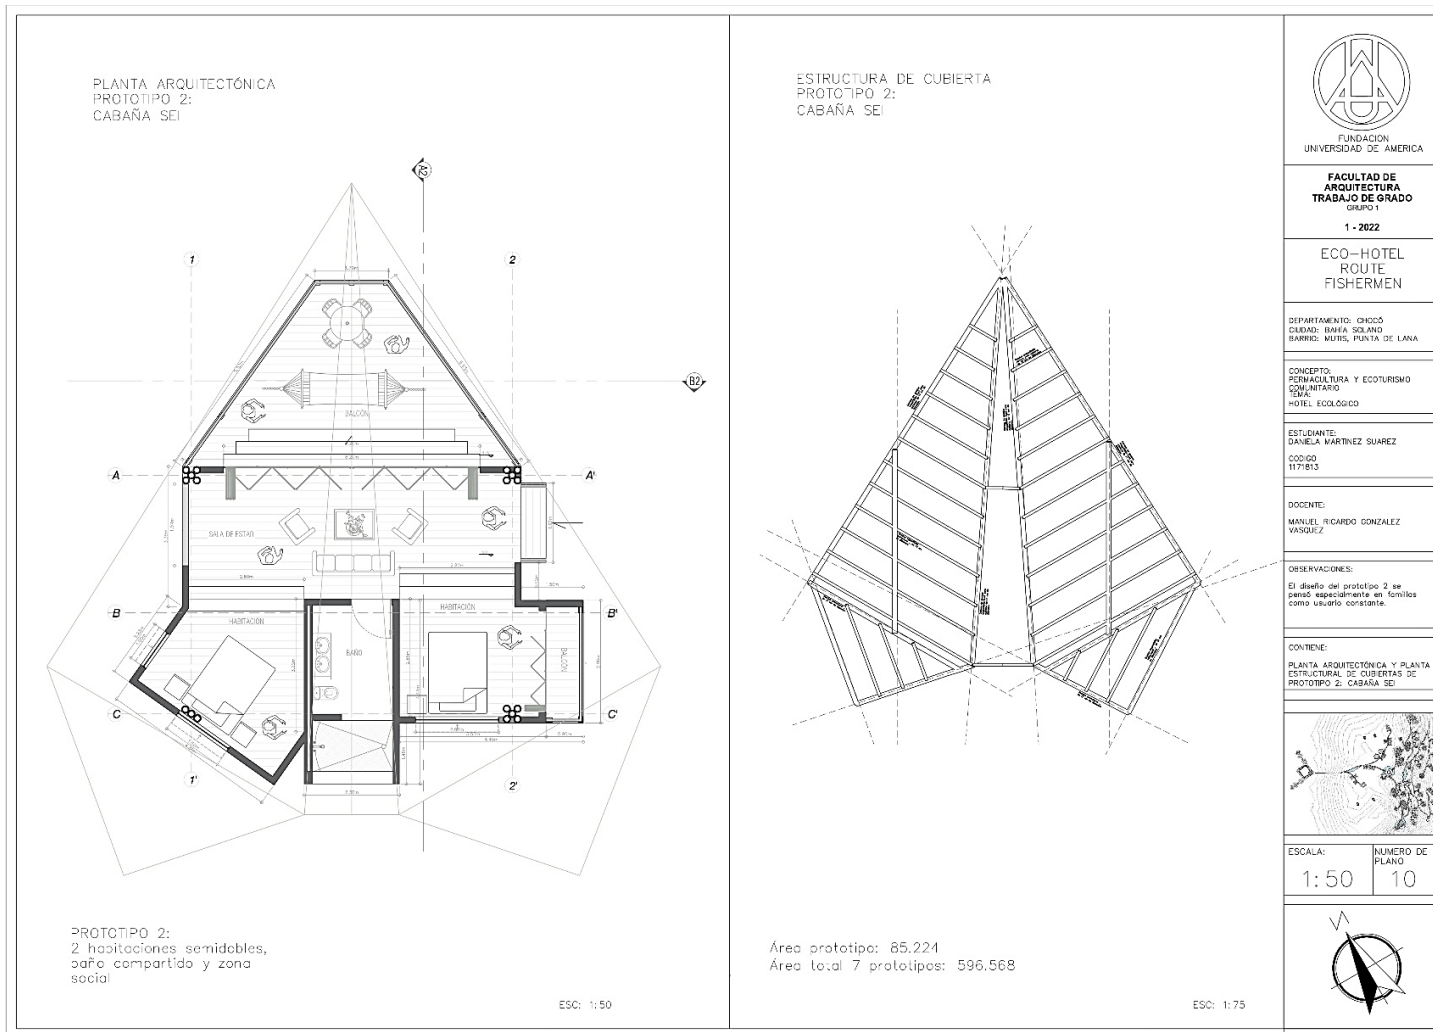 PLANTA ARQUITECTÓNICA
PROTOTIPO 2:
CABAÑA SEI
A2
1
2
B2
BALCÓN
A
A'
SALA DE ESTAR
2.90m
B
B'
HABITACIÓN
HABITACIÓN
BAÑO
BALCÓN
C
C'
1'
2'
PROTOTIPO 2:
2 habitaciones semidobles,
baño compartido y zona
social
ESC: 1:50
ESTRUCTURA DE CUBIERTA
PROTOTIPO 2:
CABAÑA SEI
Área prototipo: 85.224
Área total 7 prototipos: 596.568
ESC: 1:75
FUNDACION
UNIVERSIDAD DE AMERICA
FACULTAD DE
ARQUITECTURA
TRABAJO DE GRADO
GRUPO 1
1 - 2022
ECO-HOTEL
ROUTE
FISHERMEN
DEPARTAMENTO: CHOCÓ
CIUDAD: BAHÍA SOLANO
BARRIO: MUTIS, PUNTA DE LANA
CONCEPTO:
PERMACULTURA Y ECOTURISMO
COMUNITARIO
TEMA:
HOTEL ECOLÓGICO
ESTUDIANTE:
DANIELA MARTINEZ SUAREZ
CODIGO
1171813
DOCENTE:
MANUEL RICARDO GONZALEZ
VASQUEZ
OBSERVACIONES:
El diseño del prototipo 2 se
pensó especialmente en familias
como usuario constante.
CONTIENE:
PLANTA ARQUITECTÓNICA Y PLANTA
ESTRUCTURAL DE CUBIERTAS DE
PROTOTIPO 2: CABAÑA SEI
ESCALA:
1:50
NUMERO DE
PLANO
10
N